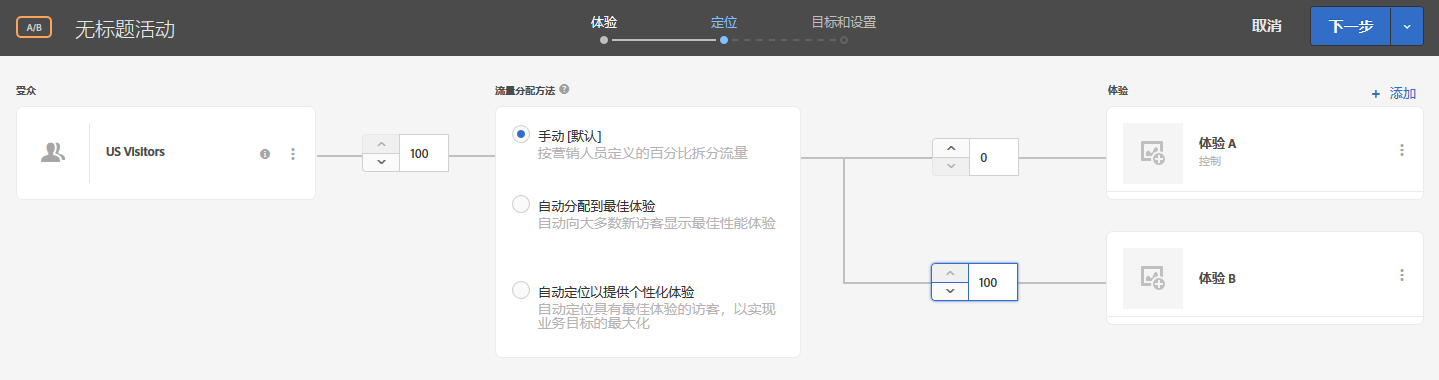 A/B
无标题活动
体验
定位
目标和设置
取消
下一步
受众
流量分配方法
体验
+ 添加
US Visitors
100
手动 [默认]
按营销人员定义的百分比拆分流量
自动分配到最佳体验
自动向大多数新访客显示最佳性能体验
自动定位以提供个性化体验
自动定位具有最佳体验的访客，以实现
业务目标的最大化
0
体验 A
控制
100
体验 B